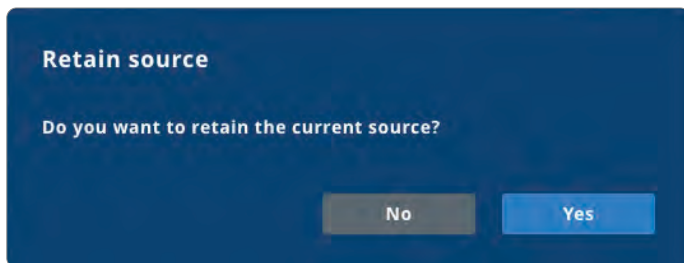 Retain source
Do you want to retain the current source?
No
Yes